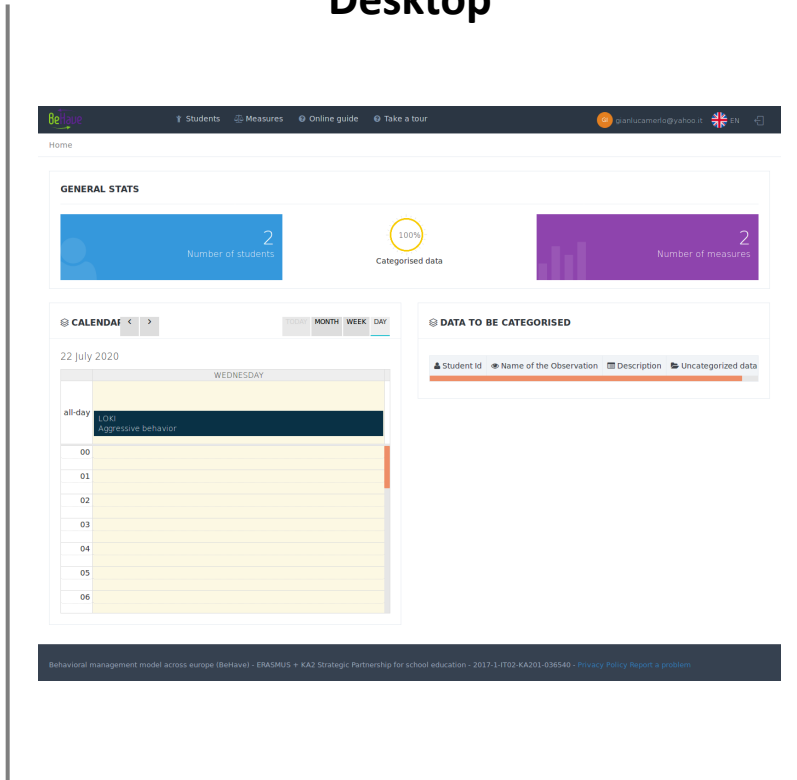 Desktop
BeHave
Students Measures Online guide Take a tour
GI gianlucamerlo@yahoo.it EN
Home
GENERAL STATS
2
Number of students
100%
Categorised data
2
Number of measures
CALENDAR
TODAY MONTH WEEK DAY
22 July 2020
WEDNESDAY
all-day
LOKI
Aggressive behavior
00
01
02
03
04
05
06
DATA TO BE CATEGORISED
Student Id Name of the Observation Description Uncategorized data
Behavioral management model across europe (BeHave) - ERASMUS + KA2 Strategic Partnership for school education - 2017-1-IT02-KA201-036540 - Privacy Policy Report a problem